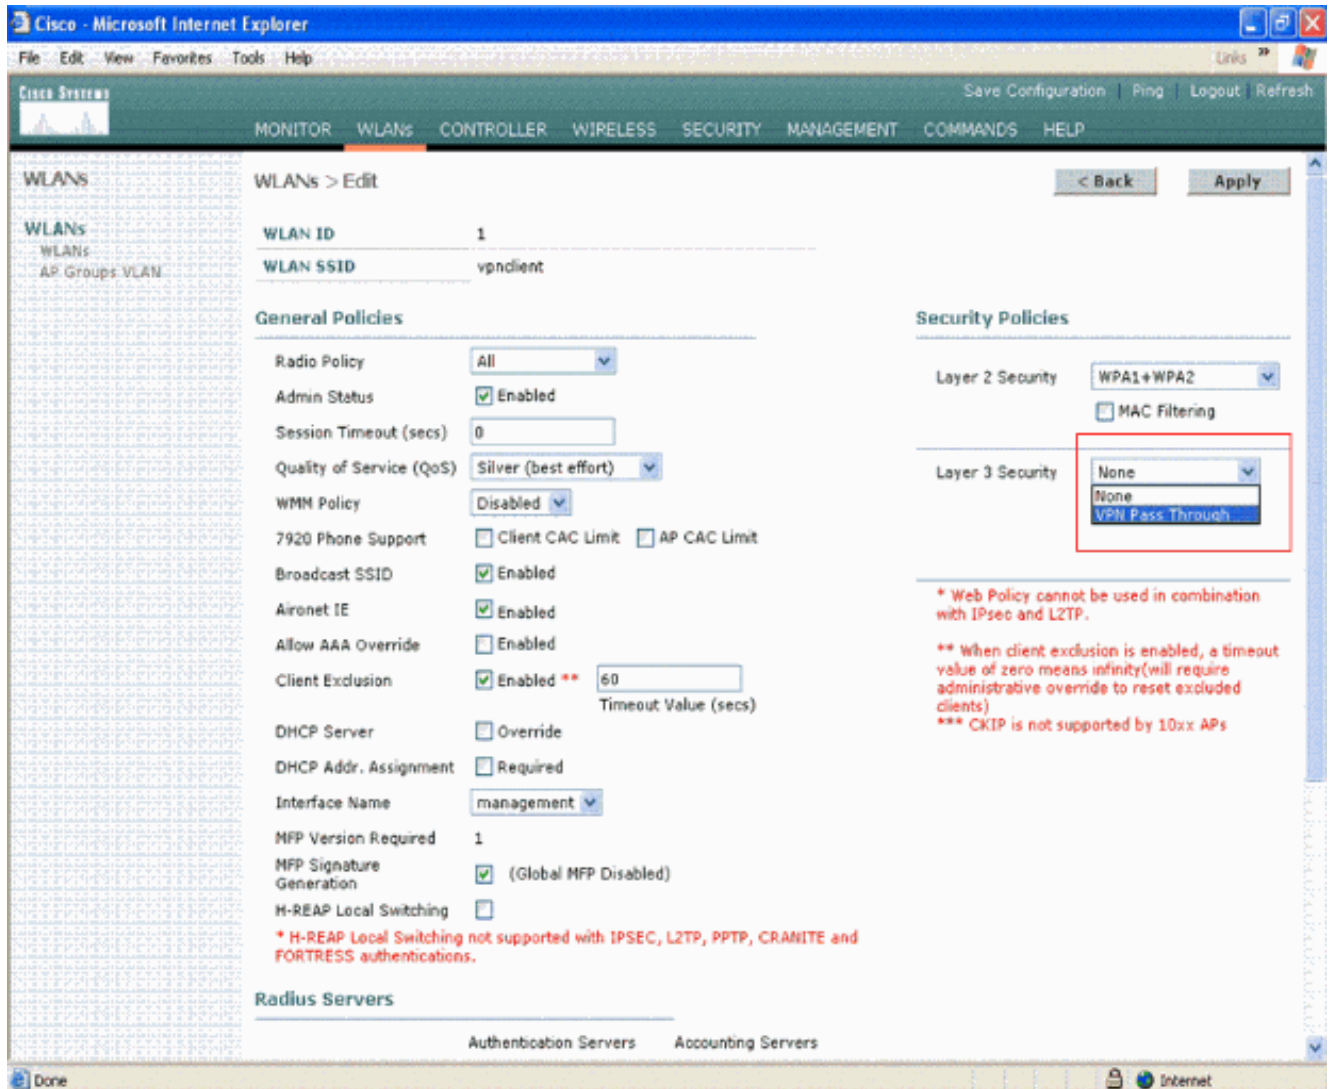 Cisco - Microsoft Internet Explorer
File Edit View Favorites Tools Help
Links »
CISCO SYSTEMS
Save Configuration | Ping | Logout | Refresh
MONITOR WLANs CONTROLLER WIRELESS SECURITY MANAGEMENT COMMANDS HELP
WLANs
WLANs
WLANs
AP Groups VLAN
WLANs > Edit
< Back
Apply
WLAN ID 1
WLAN SSID vpnclient
General Policies
Radio Policy All
Admin Status Enabled
Session Timeout (secs) 0
Quality of Service (QoS) Silver (best effort)
WMM Policy Disabled
7920 Phone Support Client CAC Limit AP CAC Limit
Broadcast SSID Enabled
Aironet IE Enabled
Allow AAA Override Enabled
Client Exclusion Enabled ** 60
Timeout Value (secs)
DHCP Server Override
DHCP Addr. Assignment Required
Interface Name management
MFP Version Required 1
MFP Signature
Generation (Global MFP Disabled)
H-REAP Local Switching
* H-REAP Local Switching not supported with IPSEC, L2TP, PPTP, CRANITE and
FORTRESS authentications.
Security Policies
Layer 2 Security WPA1+WPA2
MAC Filtering
Layer 3 Security None
None
VPN Pass Through
* Web Policy cannot be used in combination
with IPsec and L2TP.
** When client exclusion is enabled, a timeout
value of zero means infinity(will require
administrative override to reset excluded
clients)
*** CKIP is not supported by 10xx APs
Radius Servers
Authentication Servers Accounting Servers
Done
Internet